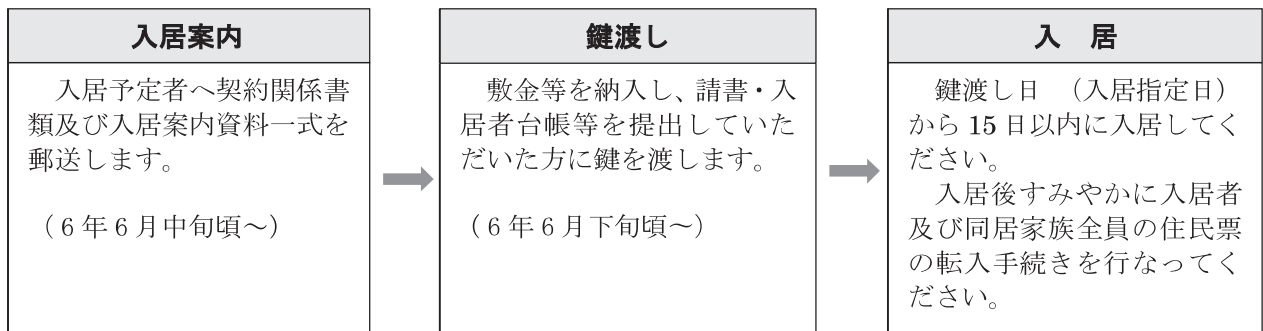 入居案内
入居予定者へ契約関係書
類及び入居案内資料一式を
郵送します。
（6年6月中旬頃～）
鍵渡し
敷金等を納入し、請書・入
居者台帳等を提出していた
だいた方に鍵を渡します。
（6年6月下旬頃～）
入　居
鍵渡し日　（入居指定日）
から 15 日以内に入居してく
ださい。
入居後すみやかに入居者
及び同居家族全員の住民票
の転入手続きを行なってく
ださい。